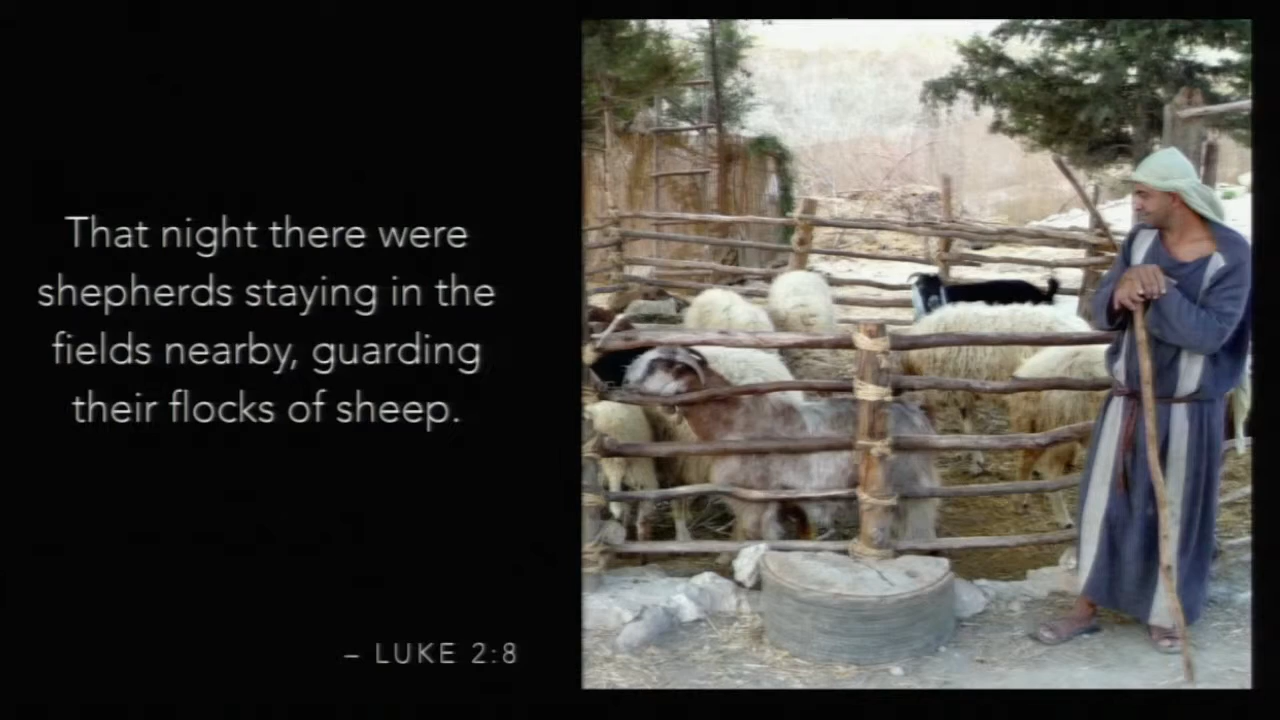 That night there were
shepherds staying in the
fields nearby, guarding
their flocks of sheep.
– LUKE 2:8